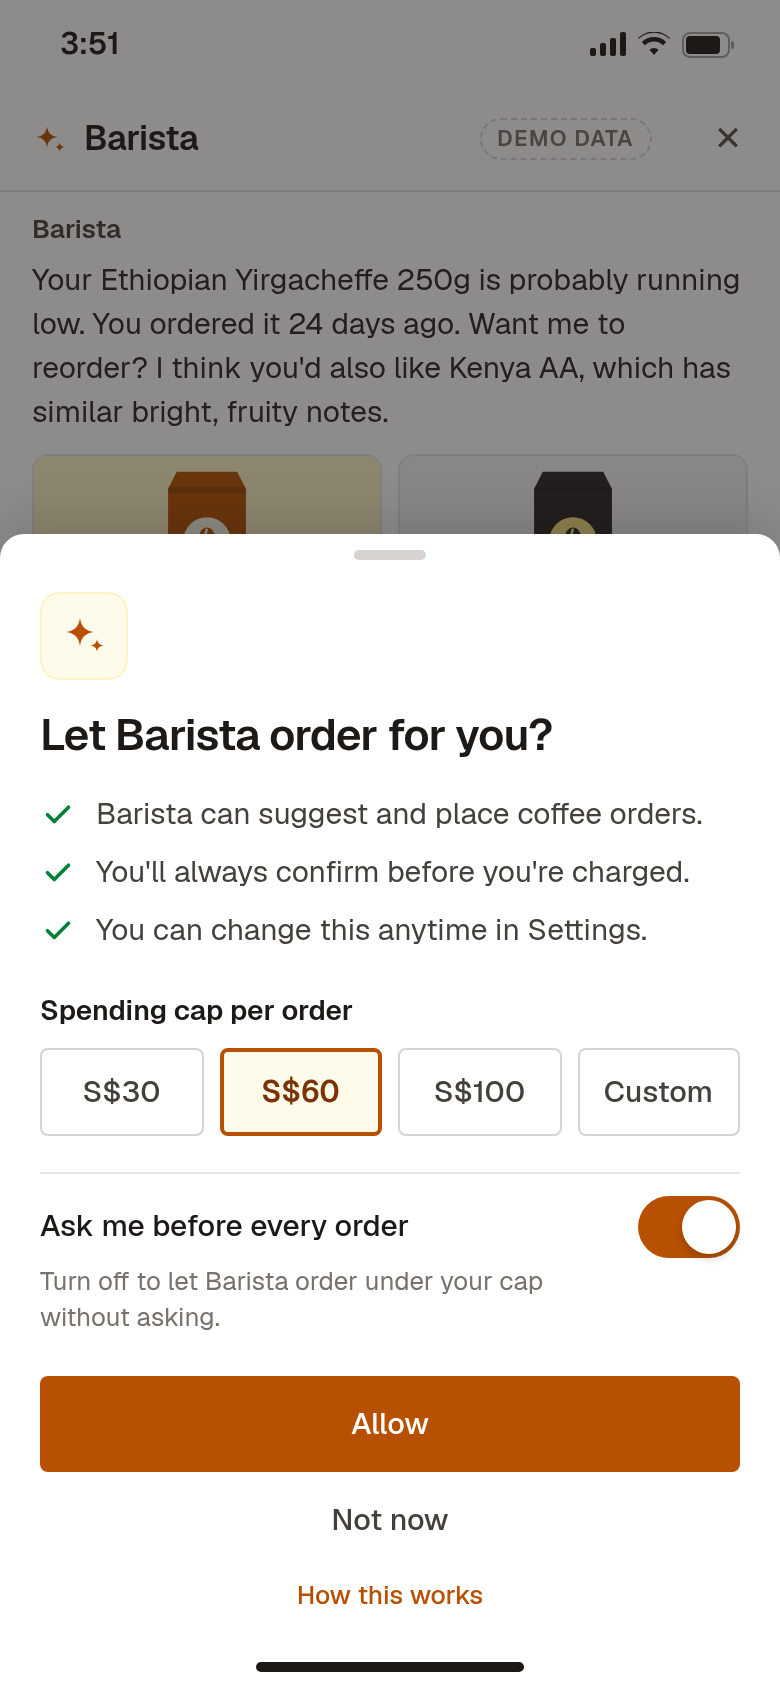 3:51
Barista
DEMO DATA
Barista
Your Ethiopian Yirgacheffe 250g is probably running
low. You ordered it 24 days ago. Want me to
reorder? I think you'd also like Kenya AA, which has
similar bright, fruity notes.
Let Barista order for you?
Barista can suggest and place coffee orders.
You'll always confirm before you're charged.
You can change this anytime in Settings.
Spending cap per order
S$30
S$60
S$100
Custom
Ask me before every order
Turn off to let Barista order under your cap
without asking.
Allow
Not now
How this works